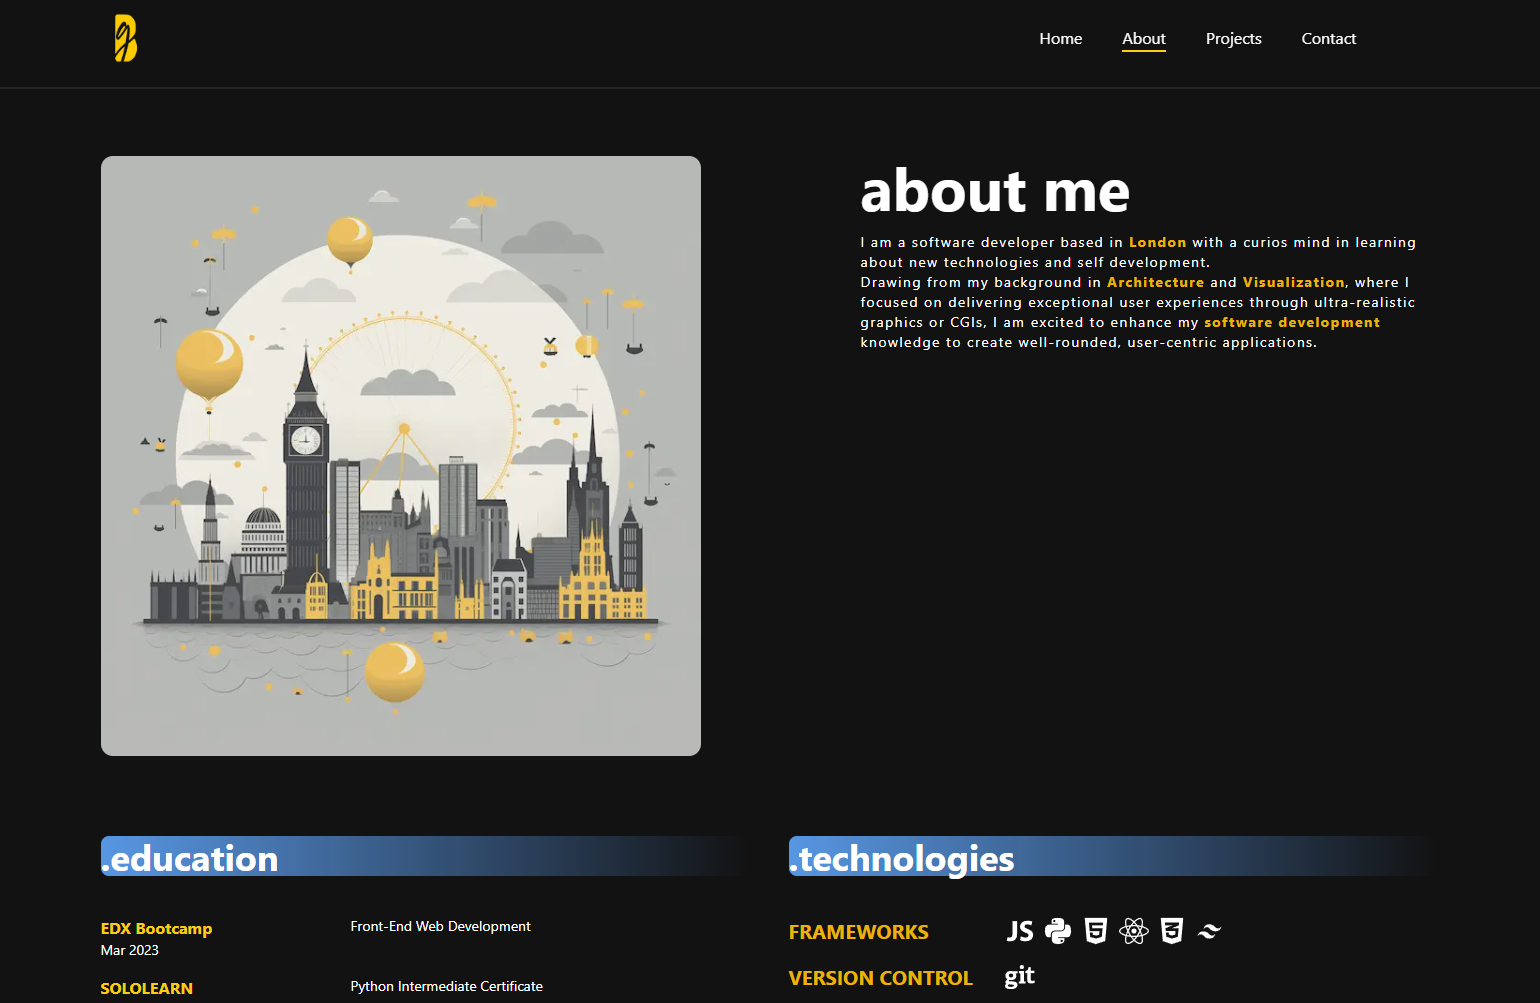 Home About Projects Contact
about me
I am a software developer based in London with a curios mind in learning
about new technologies and self development.
Drawing from my background in Architecture and Visualization, where I
focused on delivering exceptional user experiences through ultra-realistic
graphics or CGIs, I am excited to enhance my software development
knowledge to create well-rounded, user-centric applications.
.education
EDX Bootcamp Front-End Web Development
Mar 2023
SOLOLEARN Python Intermediate Certificate
.technologies
FRAMEWORKS JS 5 3
VERSION CONTROL git